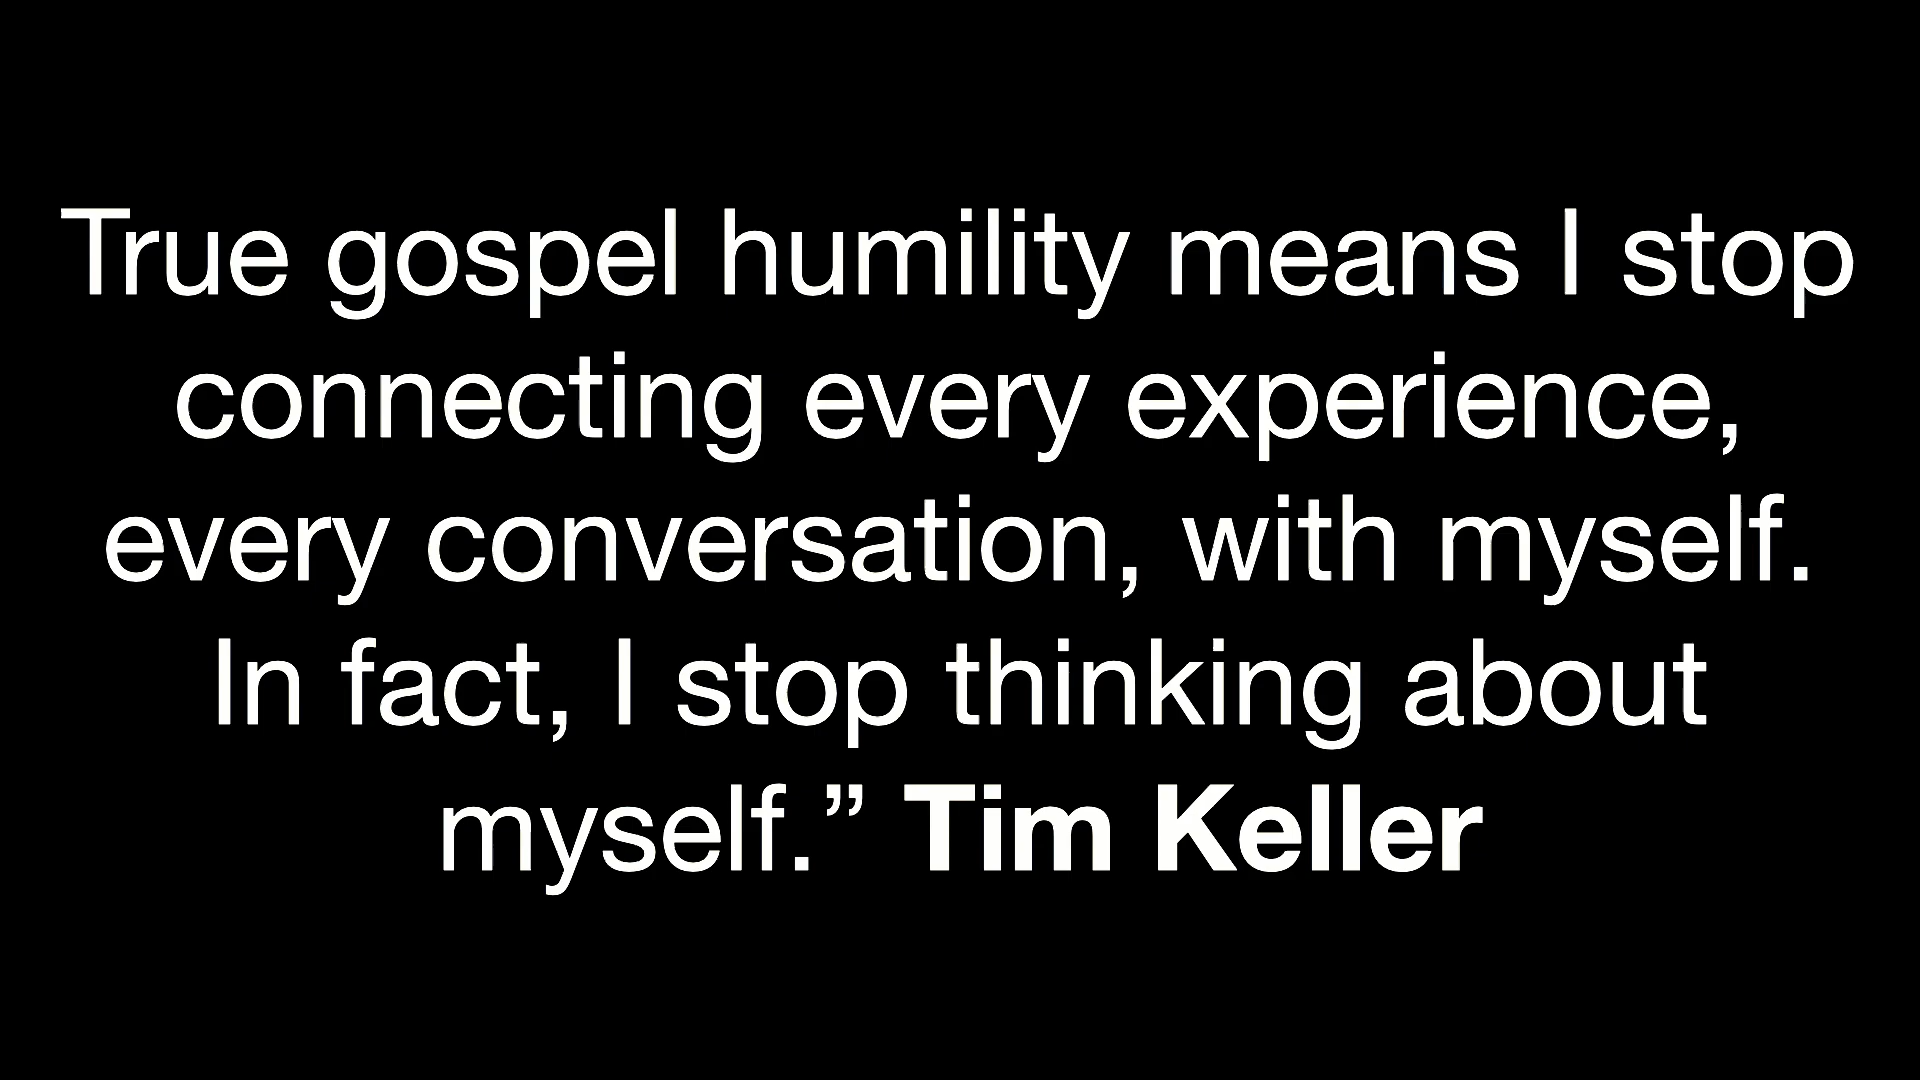 True gospel humility means I stop
connecting every experience,
every conversation, with myself.
In fact, I stop thinking about
myself.” Tim Keller